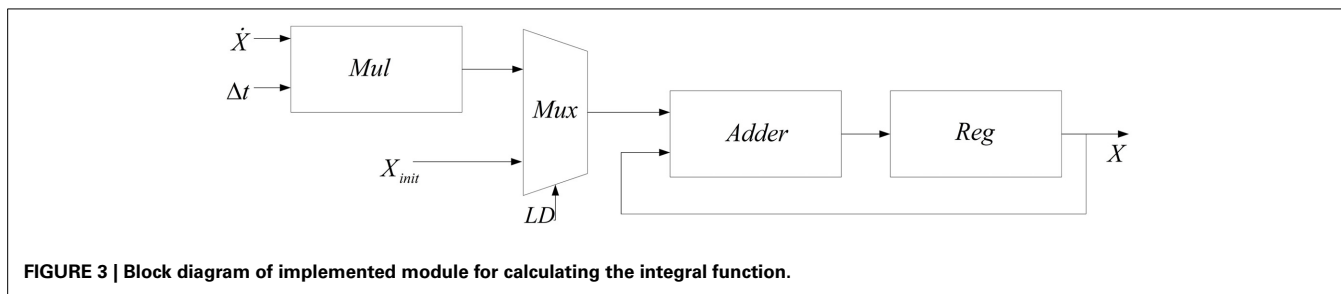 Ẋ
Mul
Δt
Mux
X_init
LD
Adder
Reg
X
FIGURE 3 | Block diagram of implemented module for calculating the integral function.